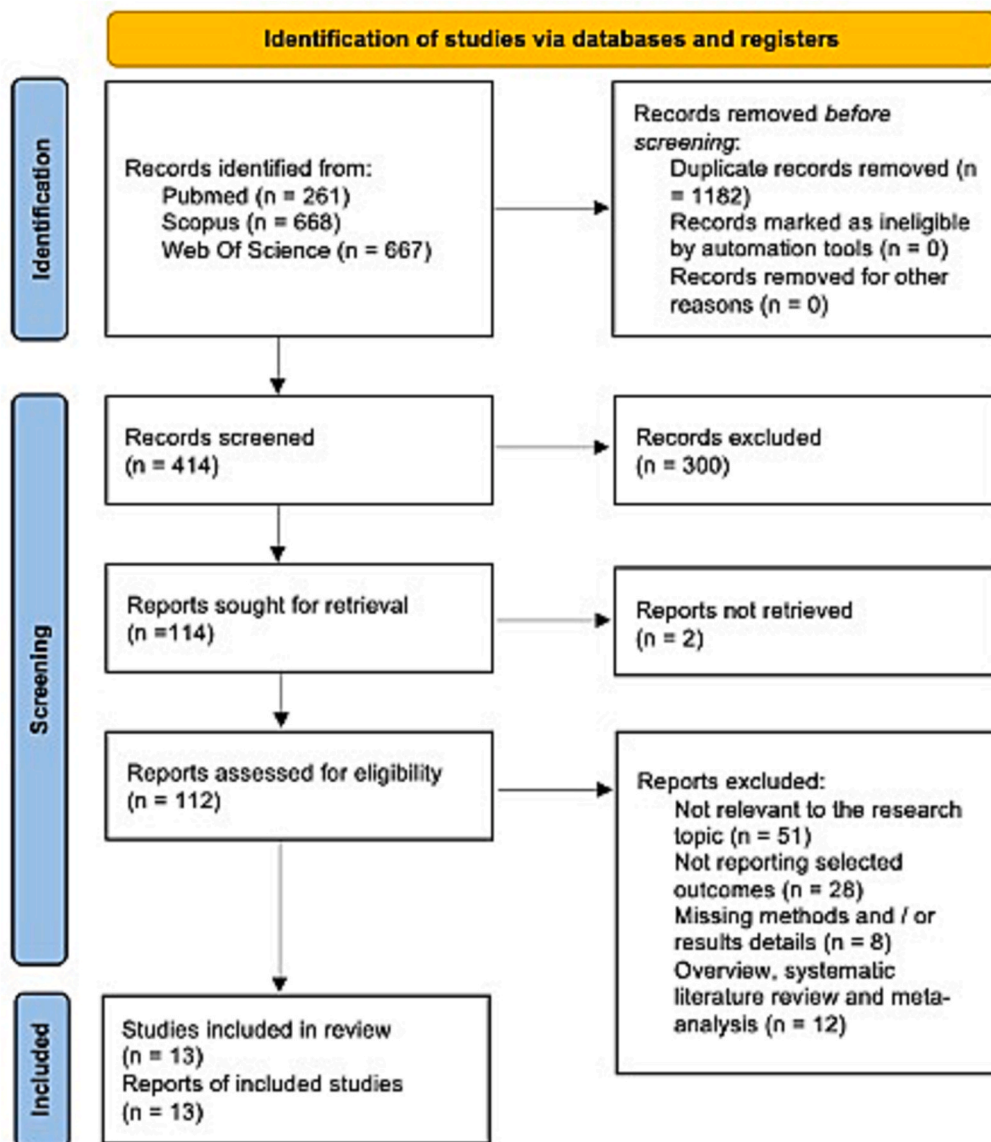 Identification of studies via databases and registers
Identification
Records identified from:
Pubmed (n = 261)
Scopus (n = 668)
Web Of Science (n = 667)
Records removed before
screening:
Duplicate records removed (n
= 1182)
Records marked as ineligible
by automation tools (n = 0)
Records removed for other
reasons (n = 0)
Screening
Records screened
(n = 414)
Records excluded
(n = 300)
Reports sought for retrieval
(n =114)
Reports not retrieved
(n = 2)
Reports assessed for eligibility
(n = 112)
Reports excluded:
Not relevant to the research
topic (n = 51)
Not reporting selected
outcomes (n = 28)
Missing methods and / or
results details (n = 8)
Overview, systematic
literature review and meta-
analysis (n = 12)
Included
Studies included in review
(n = 13)
Reports of included studies
(n = 13)